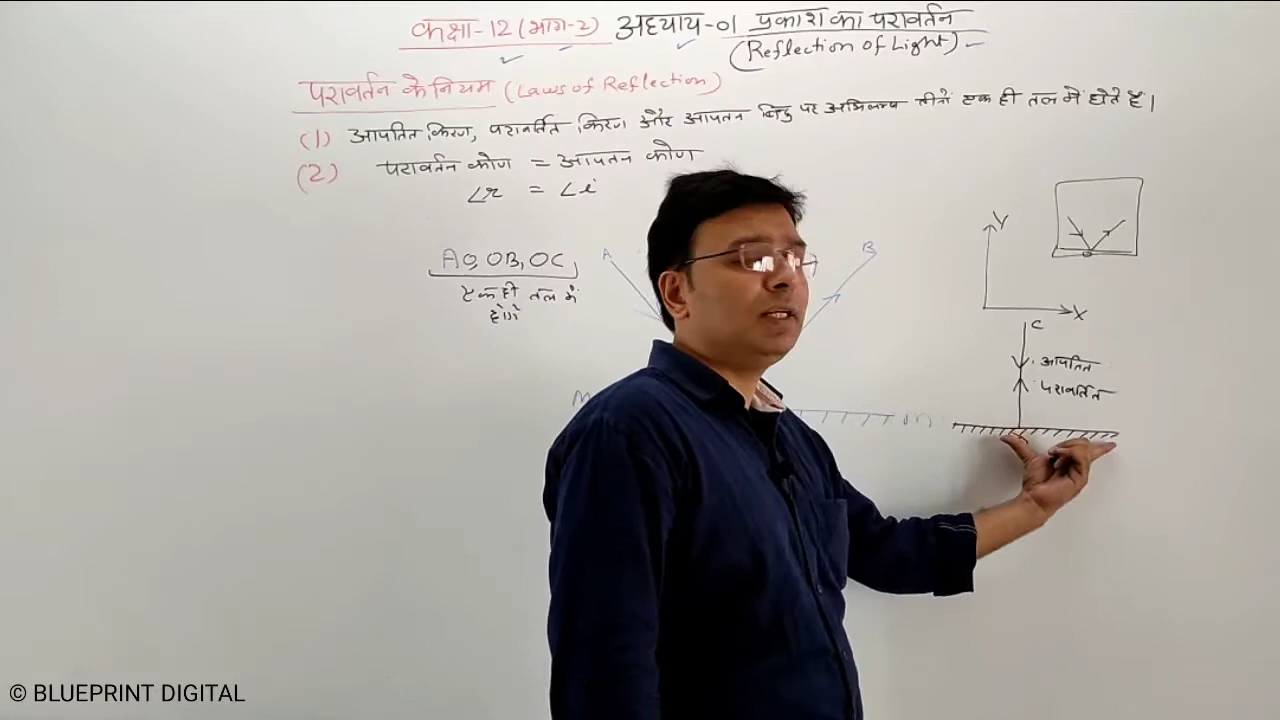 कक्षा-12 (भाग-2) अध्याय-01 प्रकाश का परावर्तन
(Reflection of Light)
परावर्तन के नियम (Laws of Reflection)
(1) आपतित किरण, परावर्तित किरण और आपतन बिंदु पर अभिलम्ब तीनों एक ही तल में होते हैं।
(2) परावर्तन कोण = आपतन कोण
∠r = ∠i
AO, OB, OC
एक ही तल में
होंगे
A
B
M
m
Y
X
C
आपतित
परावर्तित
© BLUEPRINT DIGITAL